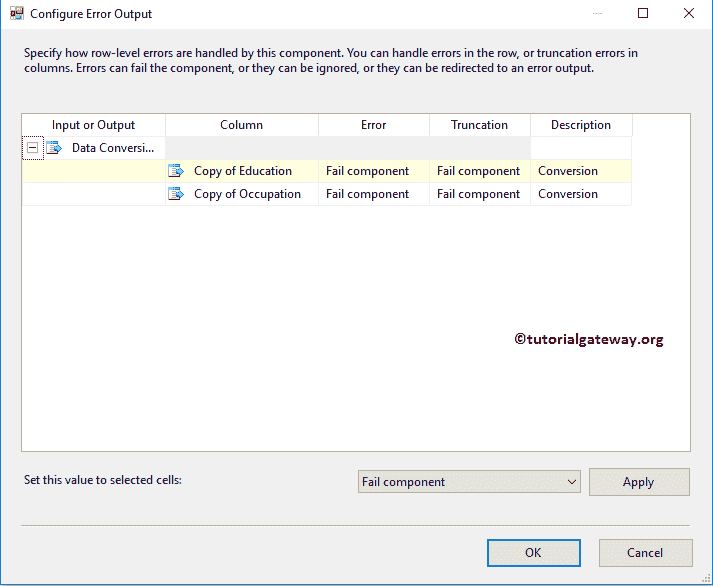 Configure Error Output
Specify how row-level errors are handled by this component. You can handle errors in the row, or truncation errors in
columns. Errors can fail the component, or they can be ignored, or they can be redirected to an error output.
Input or Output Column Error Truncation Description
Data Conversi...
Copy of Education Fail component Fail component Conversion
Copy of Occupation Fail component Fail component Conversion
©tutorialgateway.org
Set this value to selected cells: Fail component Apply
OK Cancel